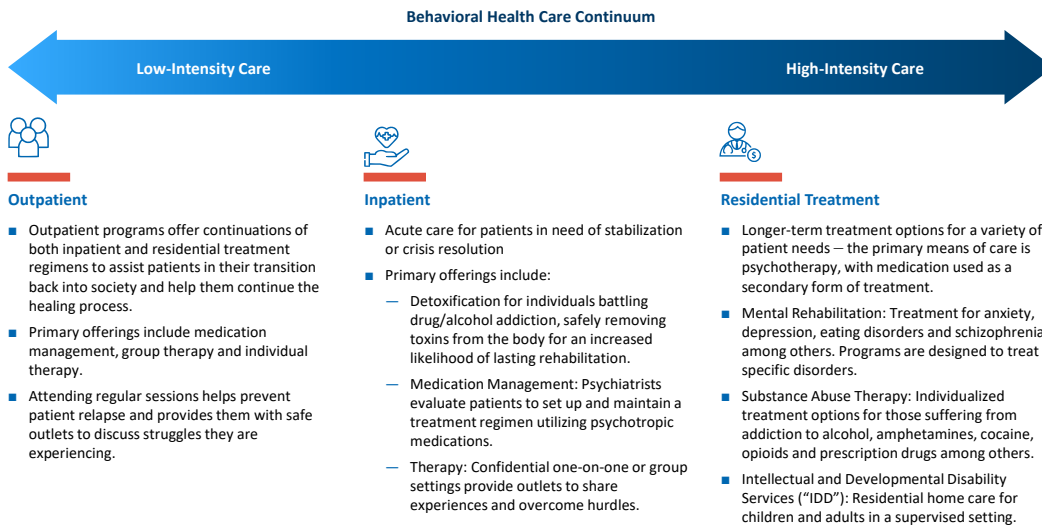 Behavioral Health Care Continuum
Low-Intensity Care
High-Intensity Care
$
Outpatient
■ Outpatient programs offer continuations of
both inpatient and residential treatment
regimens to assist patients in their transition
back into society and help them continue the
healing process.
■ Primary offerings include medication
management, group therapy and individual
therapy.
■ Attending regular sessions helps prevent
patient relapse and provides them with safe
outlets to discuss struggles they are
experiencing.
Inpatient
■ Acute care for patients in need of stabilization
or crisis resolution
■ Primary offerings include:
— Detoxification for individuals battling
drug/alcohol addiction, safely removing
toxins from the body for an increased
likelihood of lasting rehabilitation.
— Medication Management: Psychiatrists
evaluate patients to set up and maintain a
treatment regimen utilizing psychotropic
medications.
— Therapy: Confidential one-on-one or group
settings provide outlets to share
experiences and overcome hurdles.
Residential Treatment
■ Longer-term treatment options for a variety of
patient needs — the primary means of care is
psychotherapy, with medication used as a
secondary form of treatment.
■ Mental Rehabilitation: Treatment for anxiety,
depression, eating disorders and schizophrenia
among others. Programs are designed to treat
specific disorders.
■ Substance Abuse Therapy: Individualized
treatment options for those suffering from
addiction to alcohol, amphetamines, cocaine,
opioids and prescription drugs among others.
■ Intellectual and Developmental Disability
Services (“IDD”): Residential home care for
children and adults in a supervised setting.